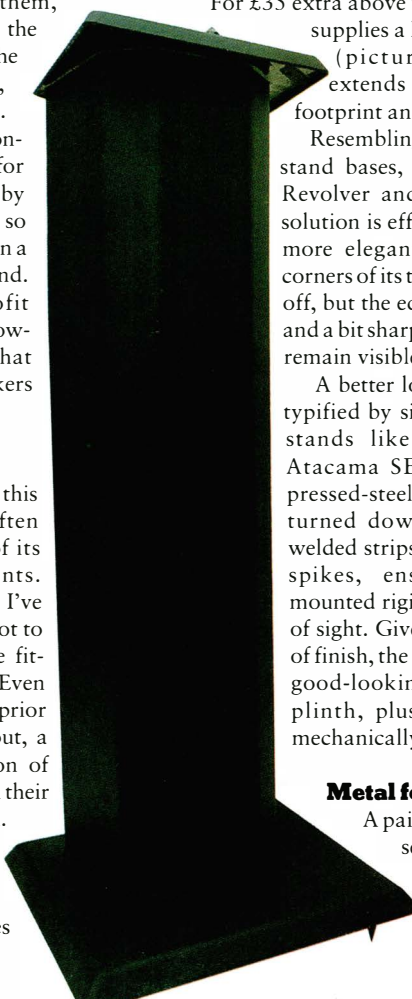 them,
the
ne
,
.
on-
for
by
so
n a
nd.
ofit
ow-
hat
kers
this
ften
f its
nts.
I've
ot to
e fit-
Even
prior
out, a
on of
their
.
es
For £35 extra above
supplies a
(pictur
extends
footprint an
Resemblin
stand bases,
Revolver and
solution is eff
more elegan
corners of its t
off, but the ed
and a bit sharp
remain visible
A better lo
typified by si
stands like
Atacama SE
pressed-steel
turned dow
welded strips
spikes, ens
mounted rigi
of sight. Give
of finish, the
good-lookin
plinth, plus
mechanically
Metal fo
A pai
so